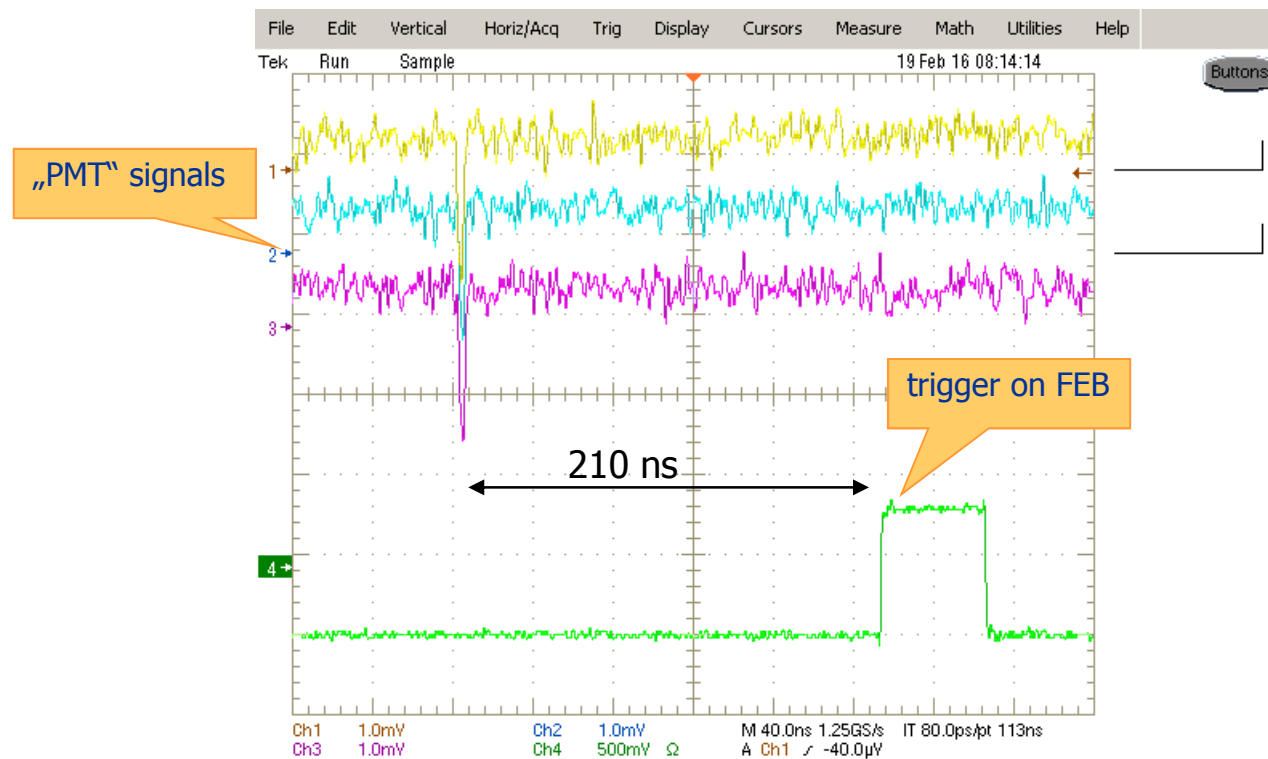 File Edit Vertical Horiz/Acq Trig Display Cursors Measure Math Utilities Help
Tek Run Sample 19 Feb 16 08:14:14
Buttons
„PMT“ signals
1
2
3
trigger on FEB
210 ns
4
Ch1 1.0mV Ch2 1.0mV M 40.0ns 1.25GS/s IT 80.0ps/pt 113ns
Ch3 1.0mV Ch4 500mV Ω A Ch1 ⁄ -40.0µV